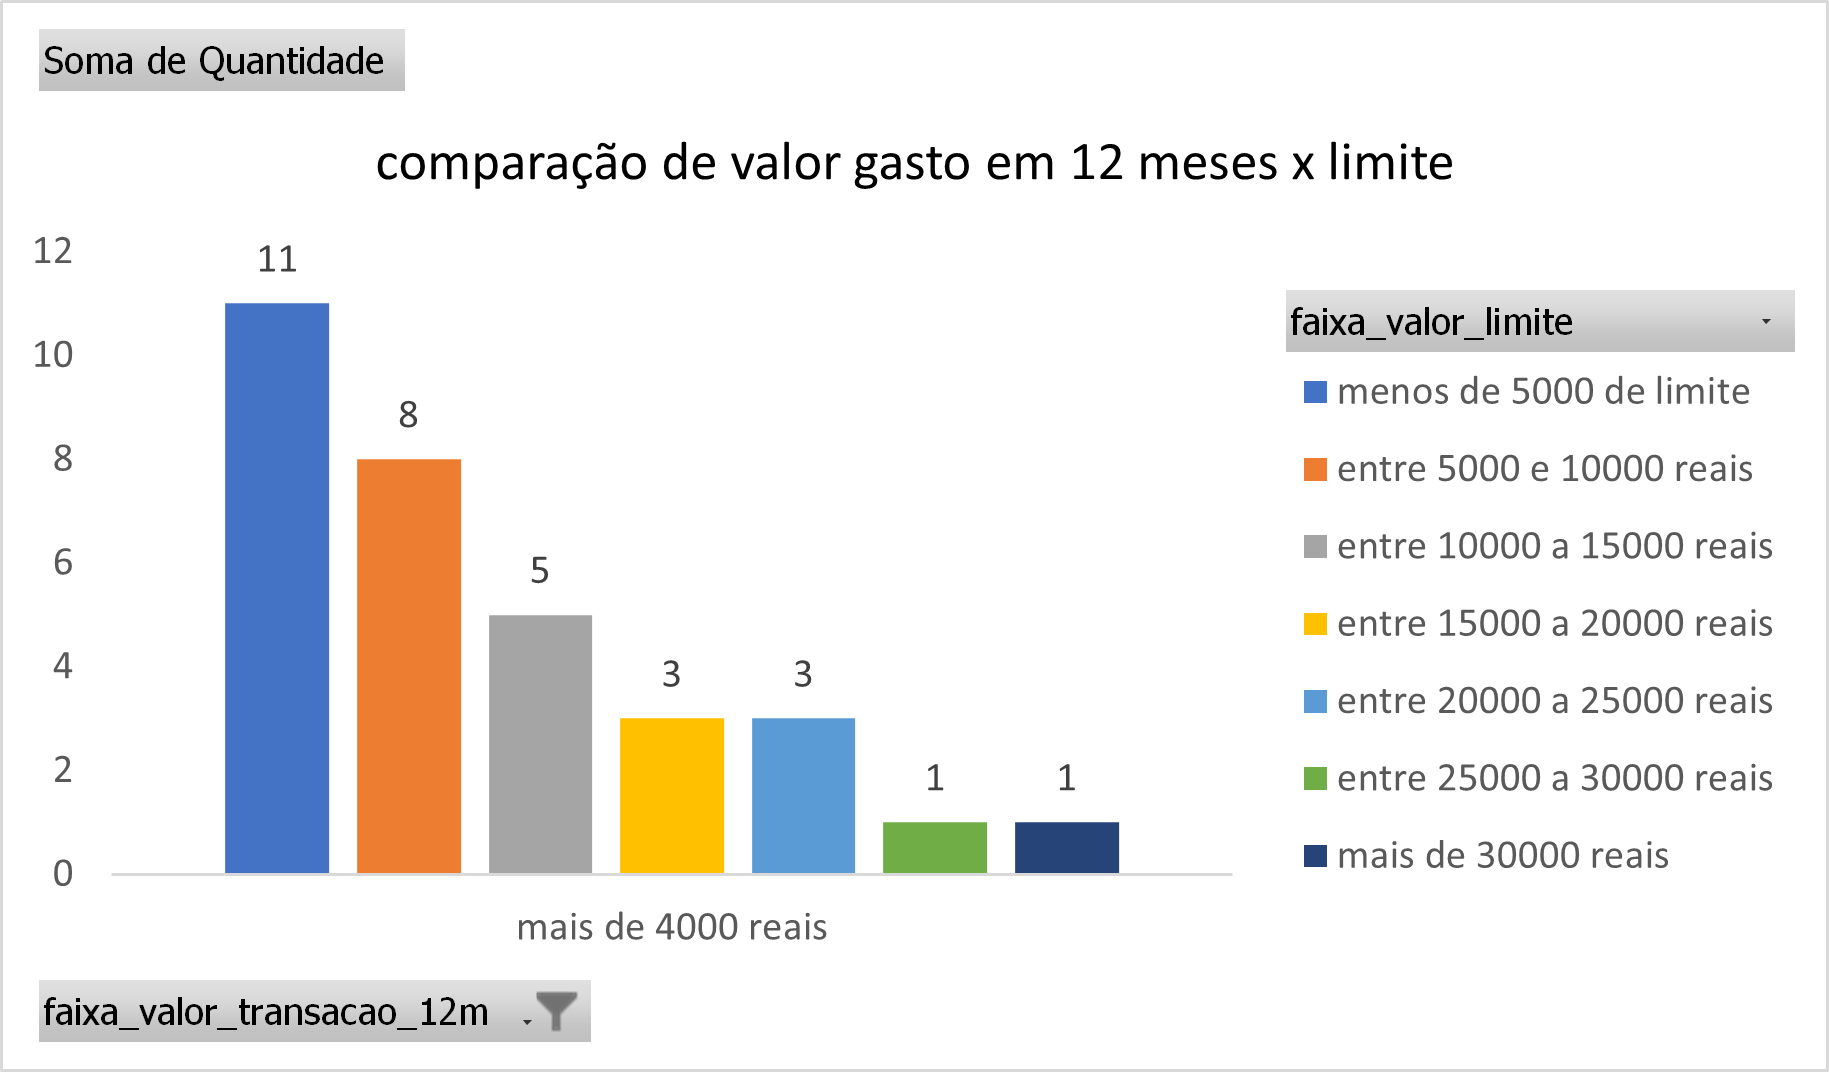 Soma de Quantidade
comparação de valor gasto em 12 meses x limite
12
10
8
6
4
2
0
11
8
5
3
3
1
1
mais de 4000 reais
faixa_valor_limite
menos de 5000 de limite
entre 5000 e 10000 reais
entre 10000 a 15000 reais
entre 15000 a 20000 reais
entre 20000 a 25000 reais
entre 25000 a 30000 reais
mais de 30000 reais
faixa_valor_transacao_12m